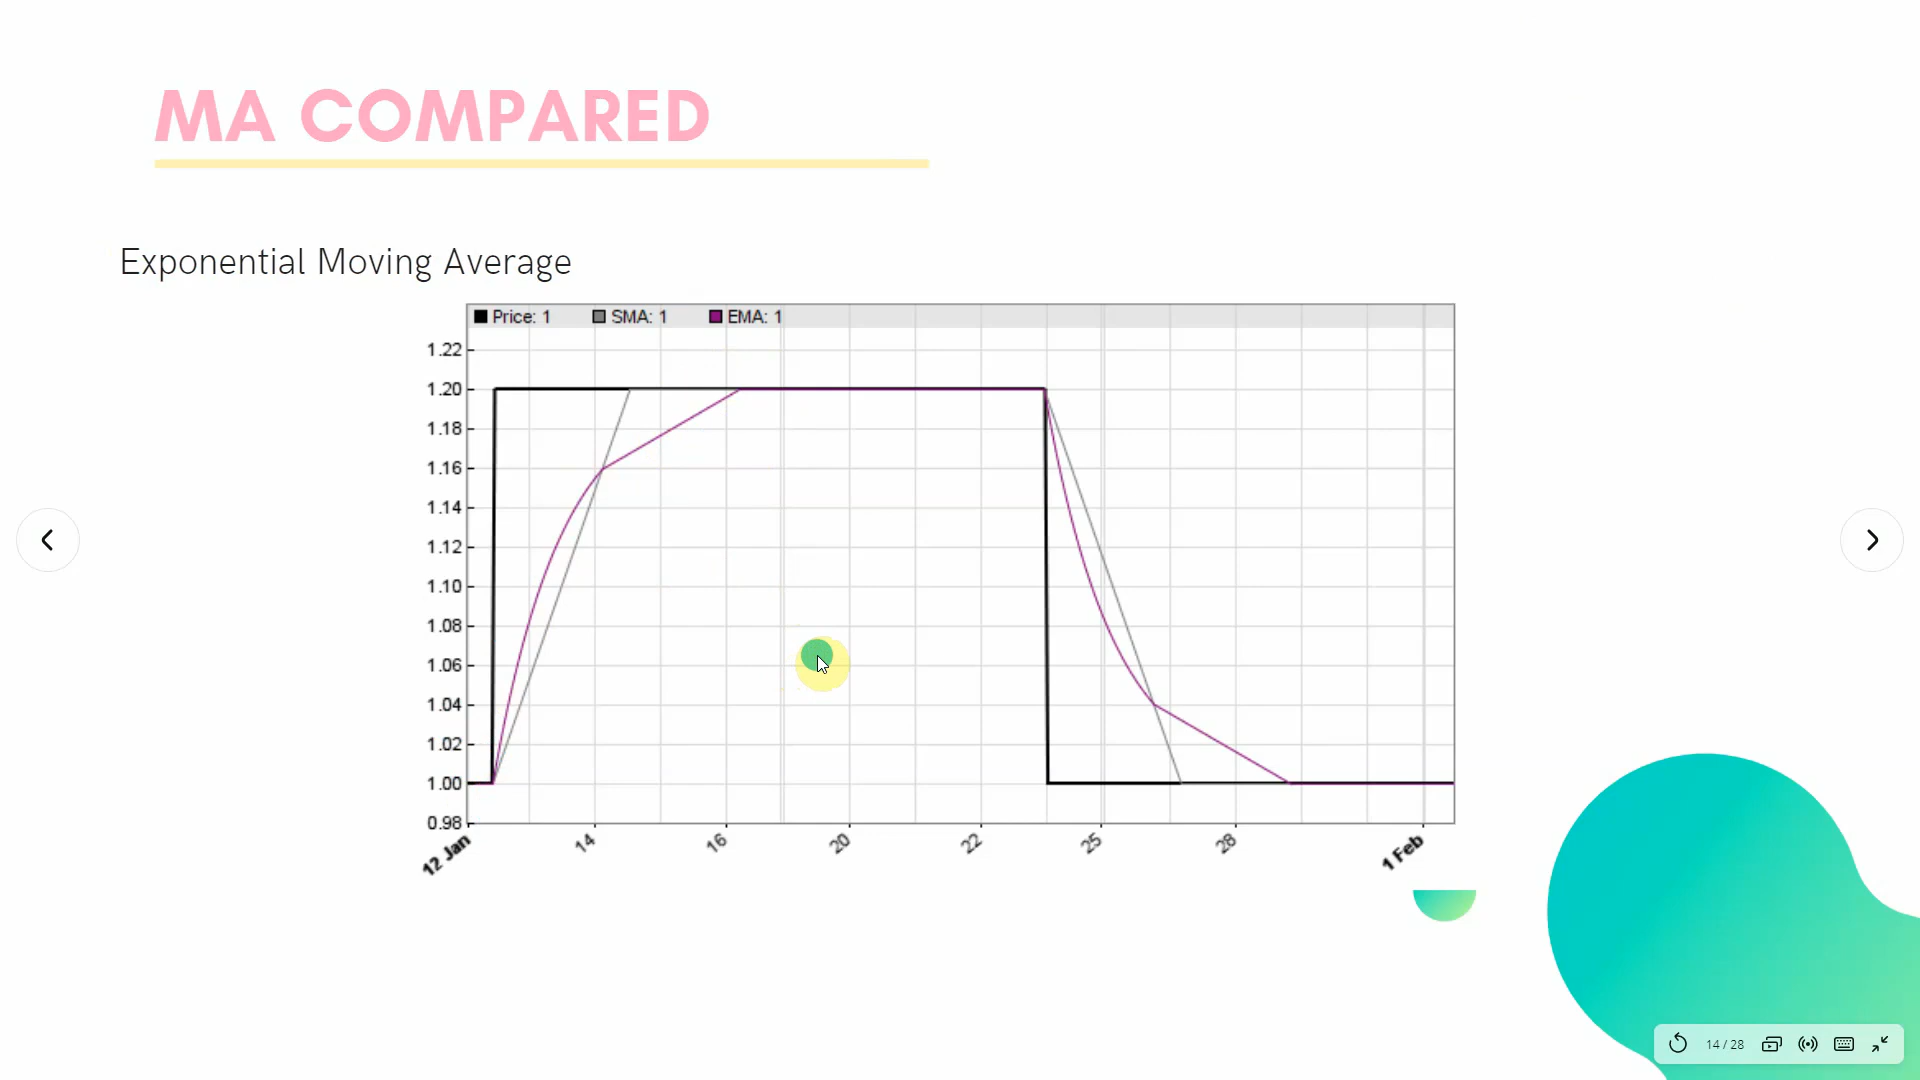 MA COMPARED
Exponential Moving Average
Price: 1 SMA: 1 EMA: 1
1.22
1.20
1.18
1.16
1.14
1.12
1.10
1.08
1.06
1.04
1.02
1.00
0.98
12 Jan 14 16 20 22 25 28 1 Feb
14 / 28